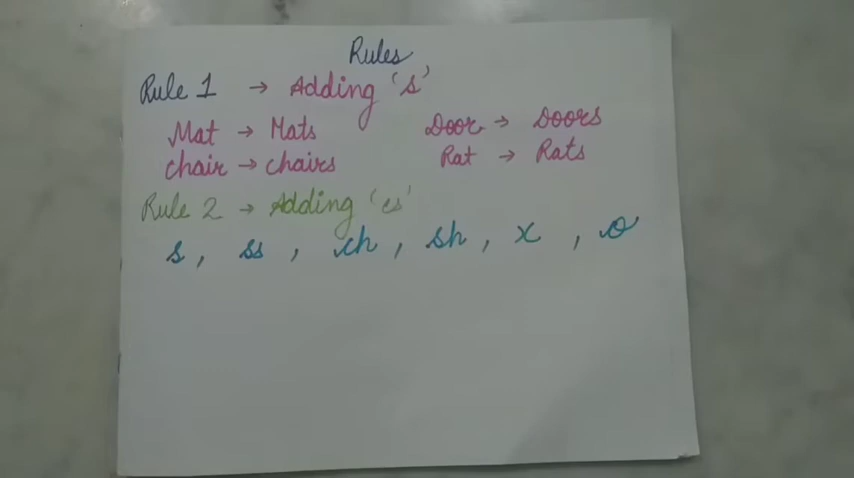 Rules
Rule 1 → Adding 's'
Mat → Mats Door → Doors
chair → chairs Rat → Rats
Rule 2 → Adding 'es'
s, ss, ch, sh, x, o